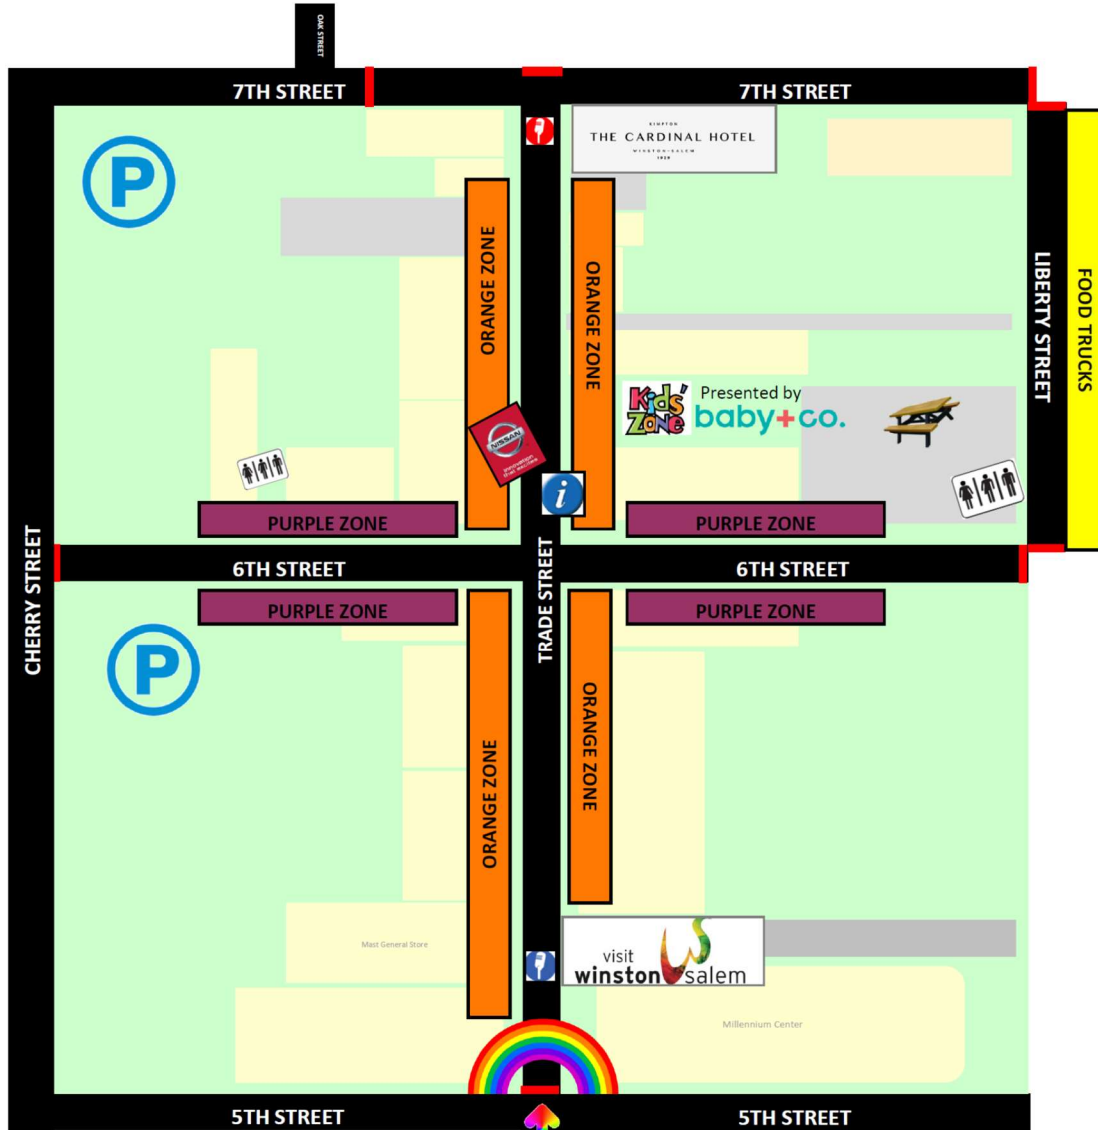 OAK STREET
7TH STREET
7TH STREET
P
KIMPTON
THE CARDINAL HOTEL
WINSTON-SALEM
ORANGE ZONE
ORANGE ZONE
LIBERTY STREET
FOOD TRUCKS
Kids'
Zone
Presented by
baby+co.
NISSAN
Innovation
that excites
i
PURPLE ZONE
PURPLE ZONE
6TH STREET
6TH STREET
CHERRY STREET
TRADE STREET
PURPLE ZONE
PURPLE ZONE
P
ORANGE ZONE
ORANGE ZONE
Mast General Store
visit
winston salem
Millennium Center
5TH STREET
5TH STREET